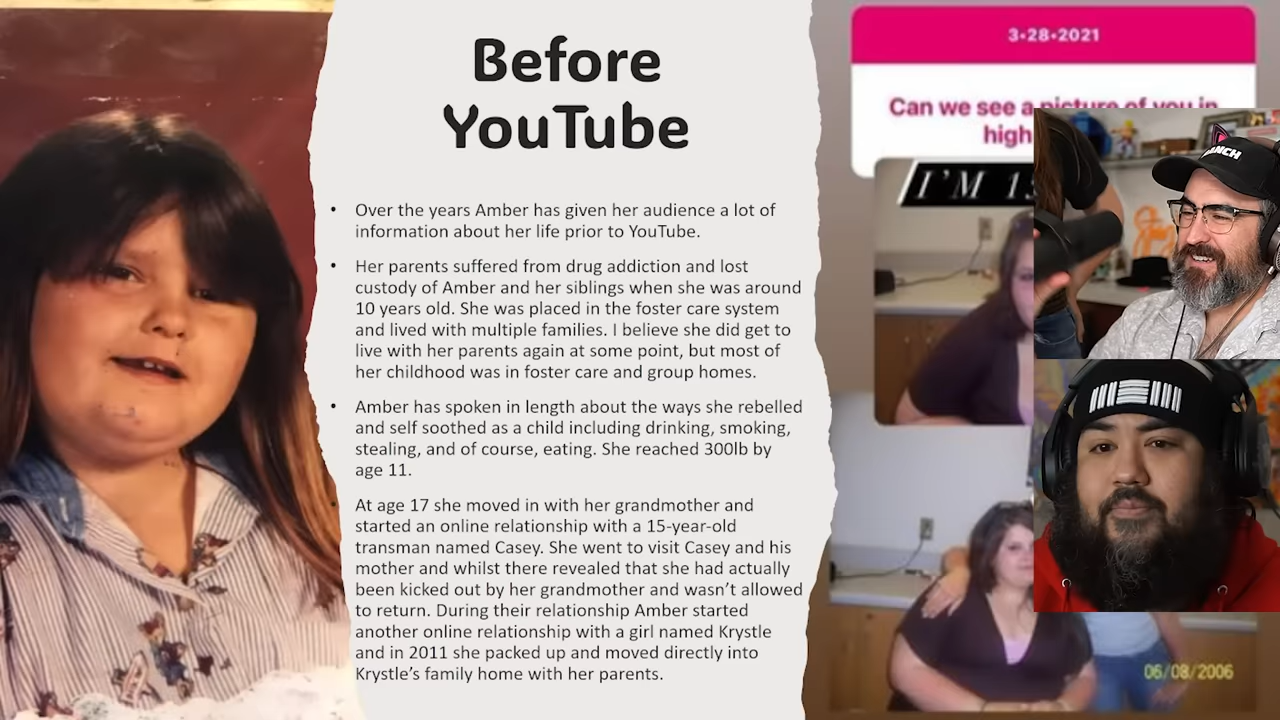 Before
YouTube
• Over the years Amber has given her audience a lot of
information about her life prior to YouTube.
• Her parents suffered from drug addiction and lost
custody of Amber and her siblings when she was around
10 years old. She was placed in the foster care system
and lived with multiple families. I believe she did get to
live with her parents again at some point, but most of
her childhood was in foster care and group homes.
• Amber has spoken in length about the ways she rebelled
and self soothed as a child including drinking, smoking,
stealing, and of course, eating. She reached 300lb by
age 11.
• At age 17 she moved in with her grandmother and
started an online relationship with a 15-year-old
transman named Casey. She went to visit Casey and his
mother and whilst there revealed that she had actually
been kicked out by her grandmother and wasn't allowed
to return. During their relationship Amber started
another online relationship with a girl named Krystle
and in 2011 she packed up and moved directly into
Krystle's family home with her parents.
3•28•2021
Can we see a picture of you in
high
I'M 15
06/08/2006